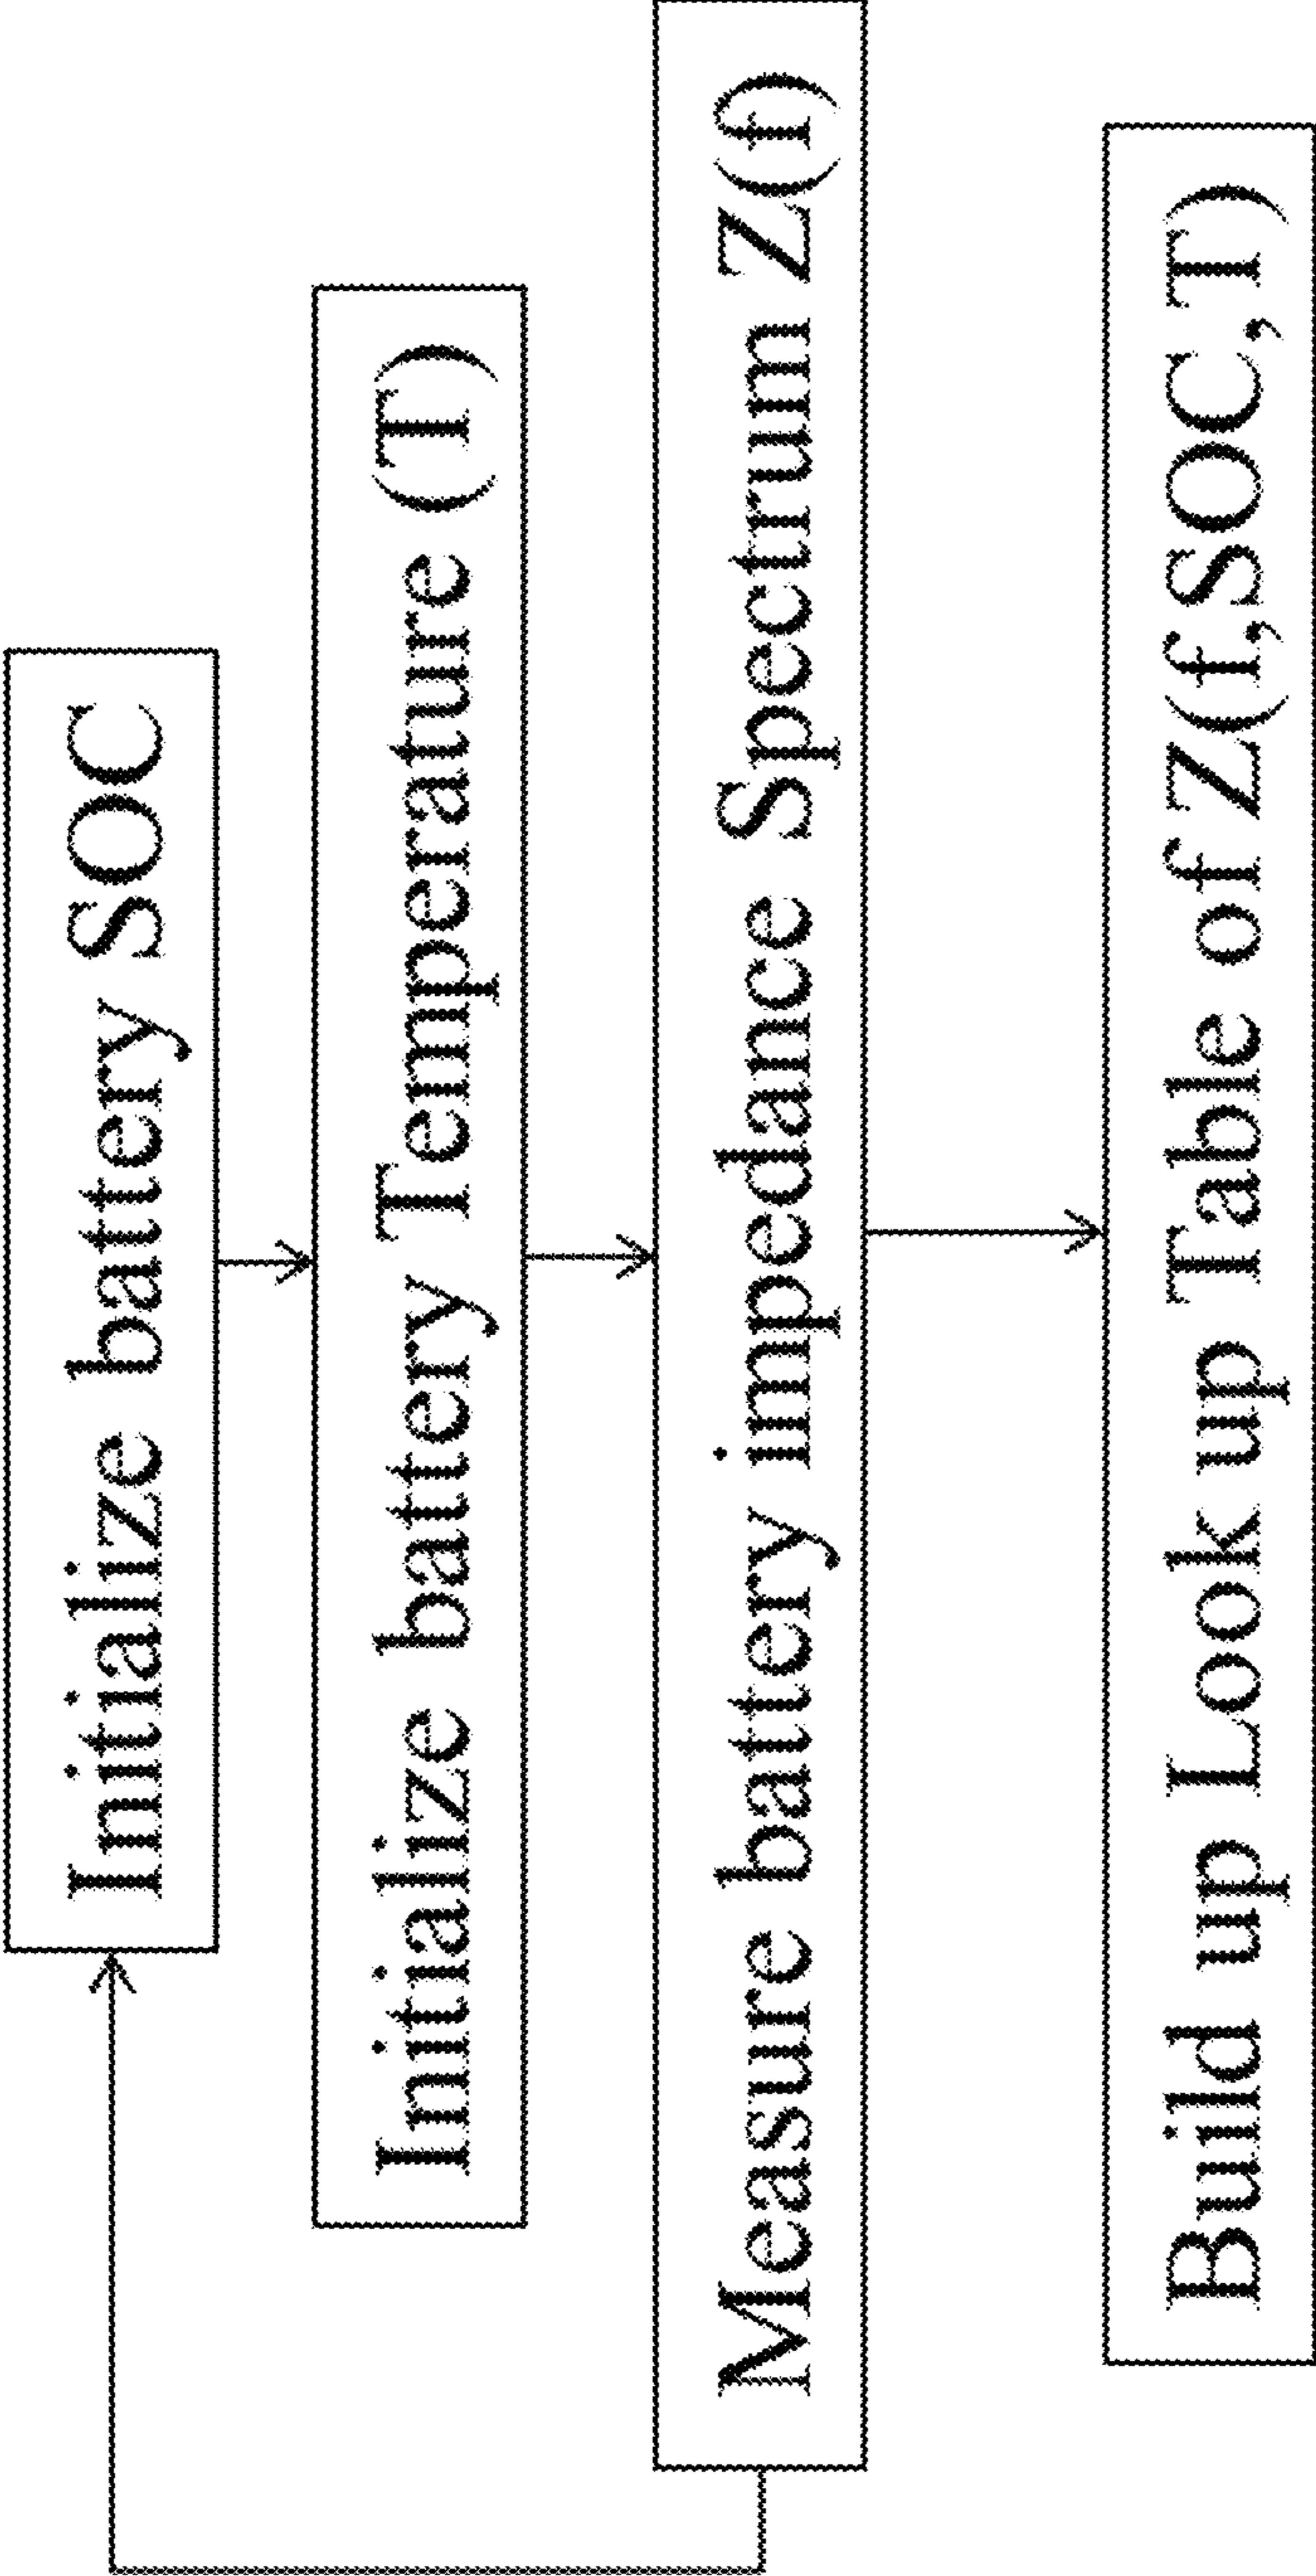 Initialize battery SOC
Initialize battery Temperature (T)
Measure battery impedance Spectrum Z(f)
Build up Look up Table of Z(f,SOC,T)